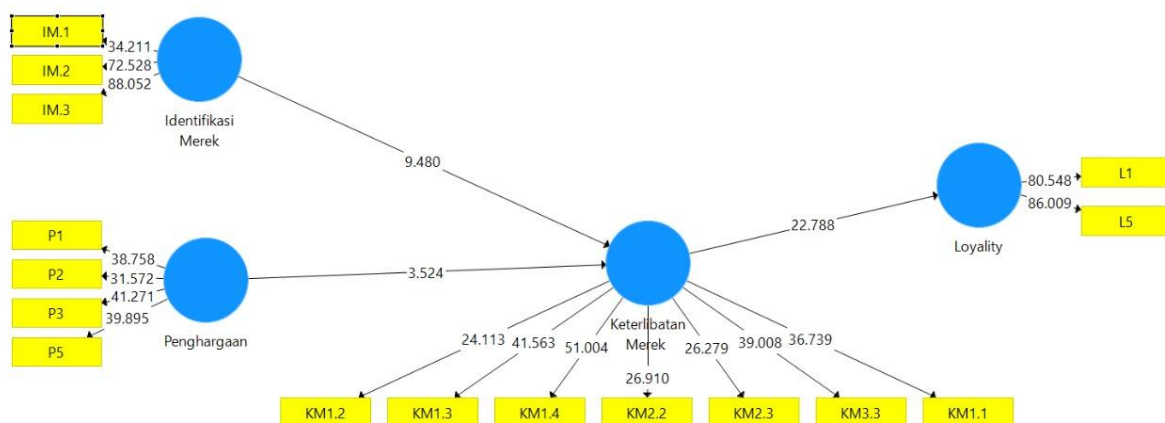 IM.1
34.211
IM.2
72.528
88.052
IM.3
Identifikasi
Merek
9.480
P1
38.758
P2
31.572
41.271
P3
39.895
P5
Penghargaan
3.524
Keterlibatan
Merek
22.788
Loyality
80.548
L1
86.009
L5
24.113
41.563
51.004
26.910
26.279
39.008
36.739
KM1.2
KM1.3
KM1.4
KM2.2
KM2.3
KM3.3
KM1.1